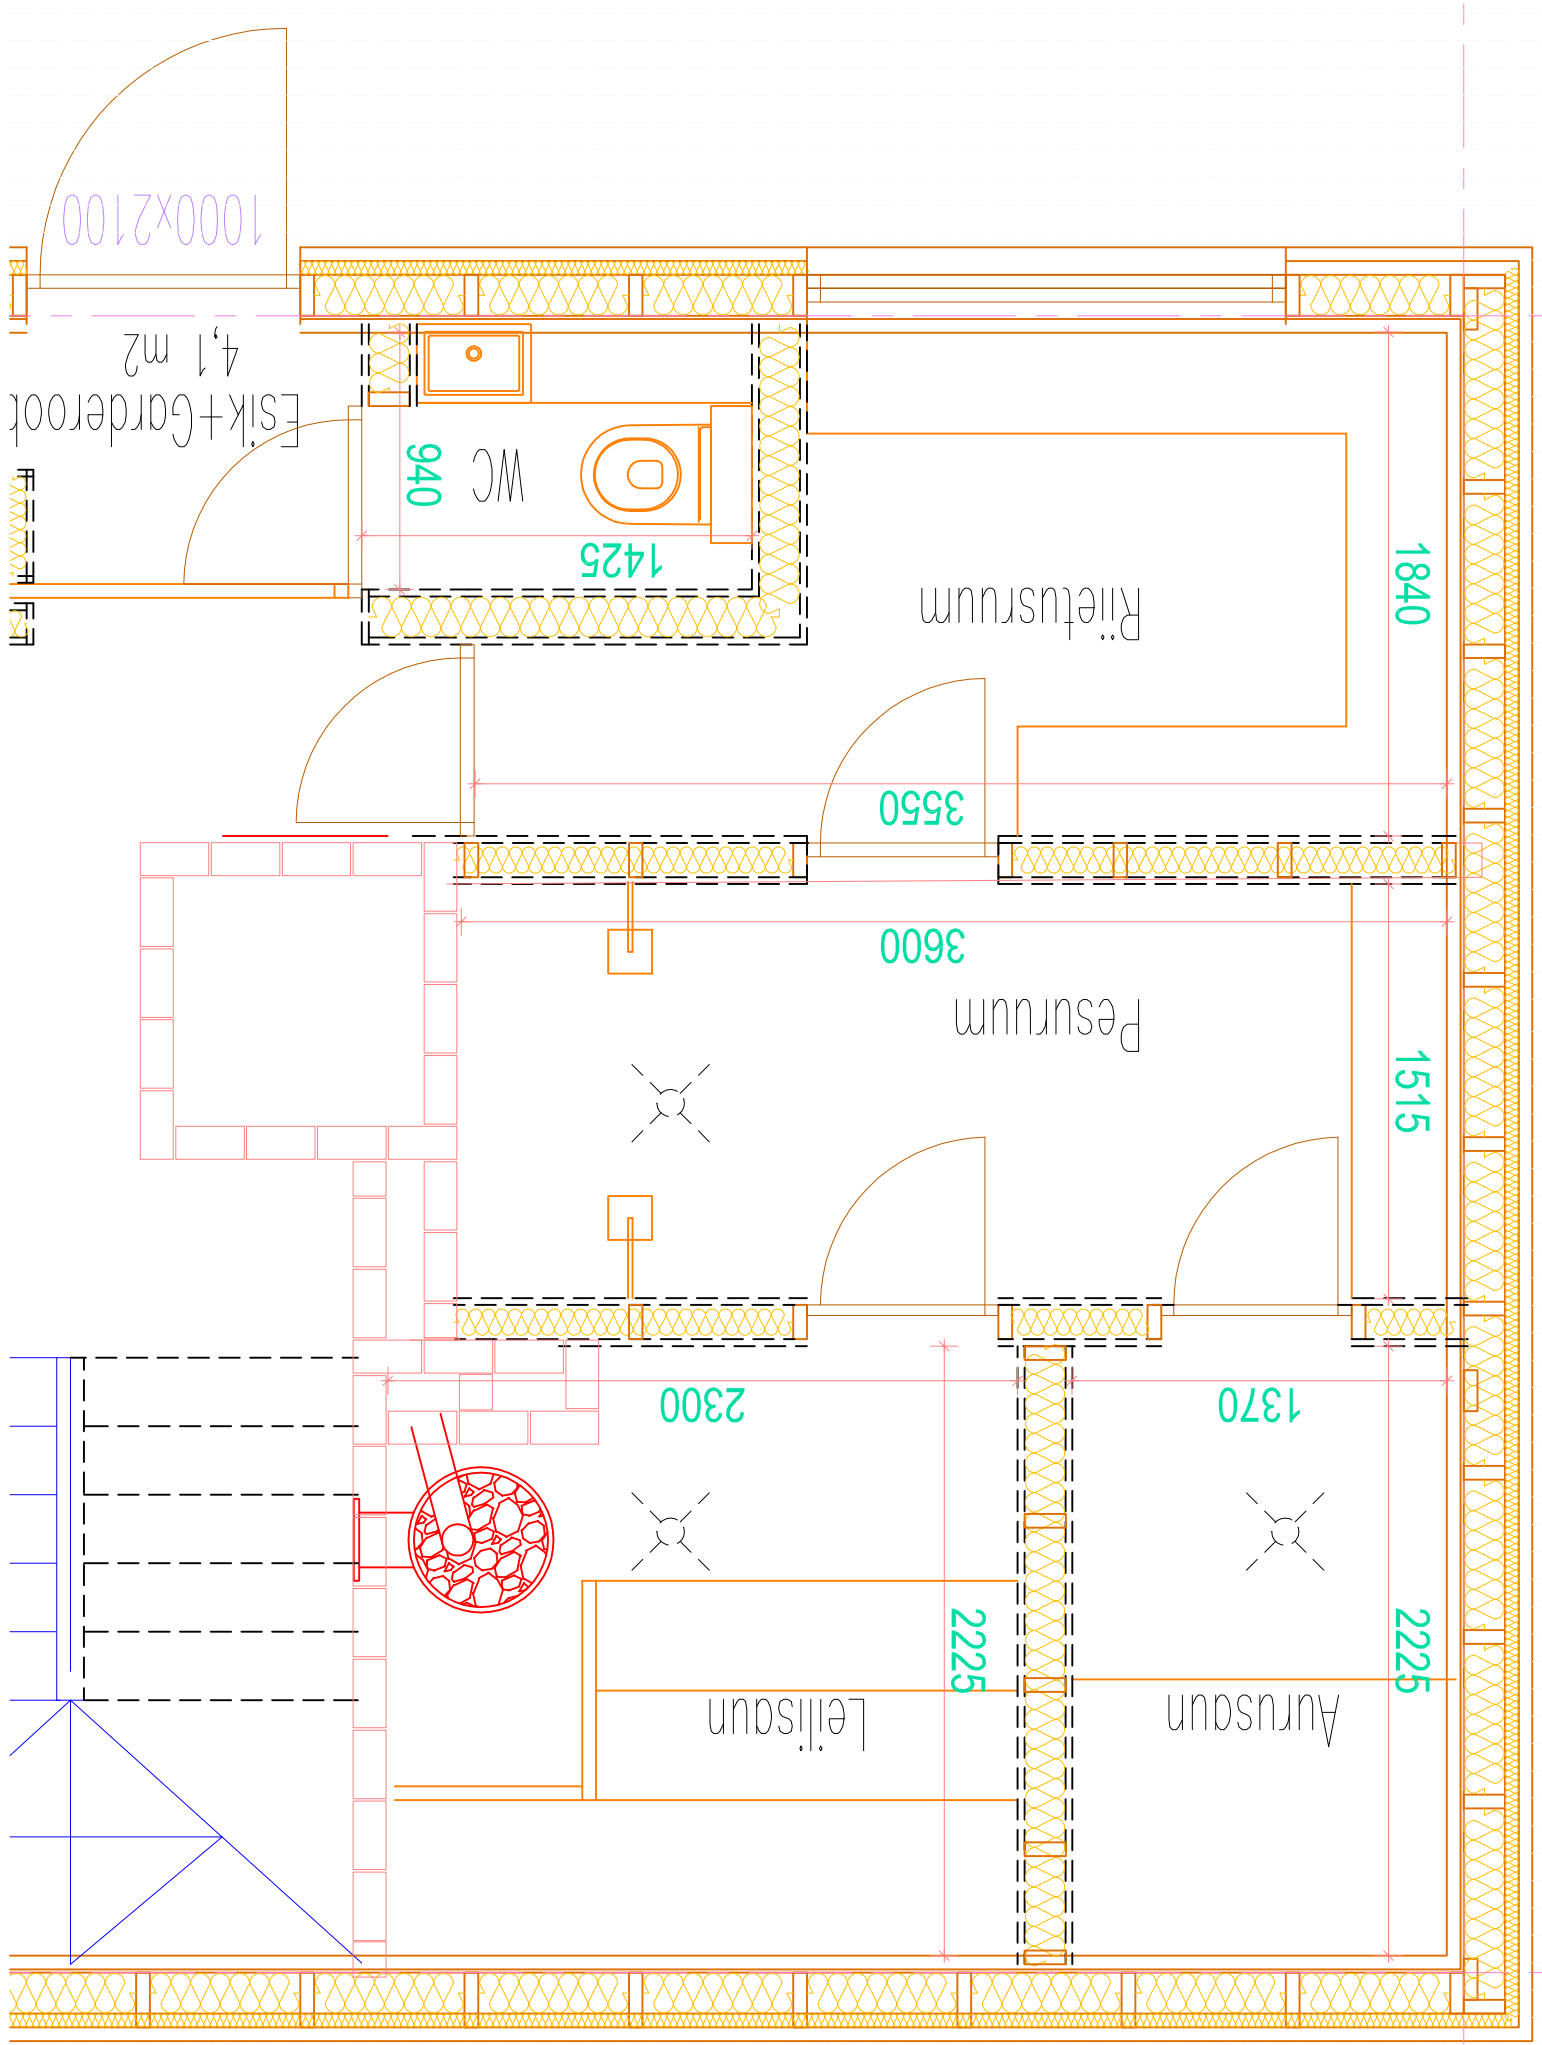 Aurusaun
Leilisaun
2225
2225
1370
2300
1515
Pesuruum
3600
3550
1840
Riietusruum
1425
WC
940
Esik+Garderoob
4,1 m2
1000x2100